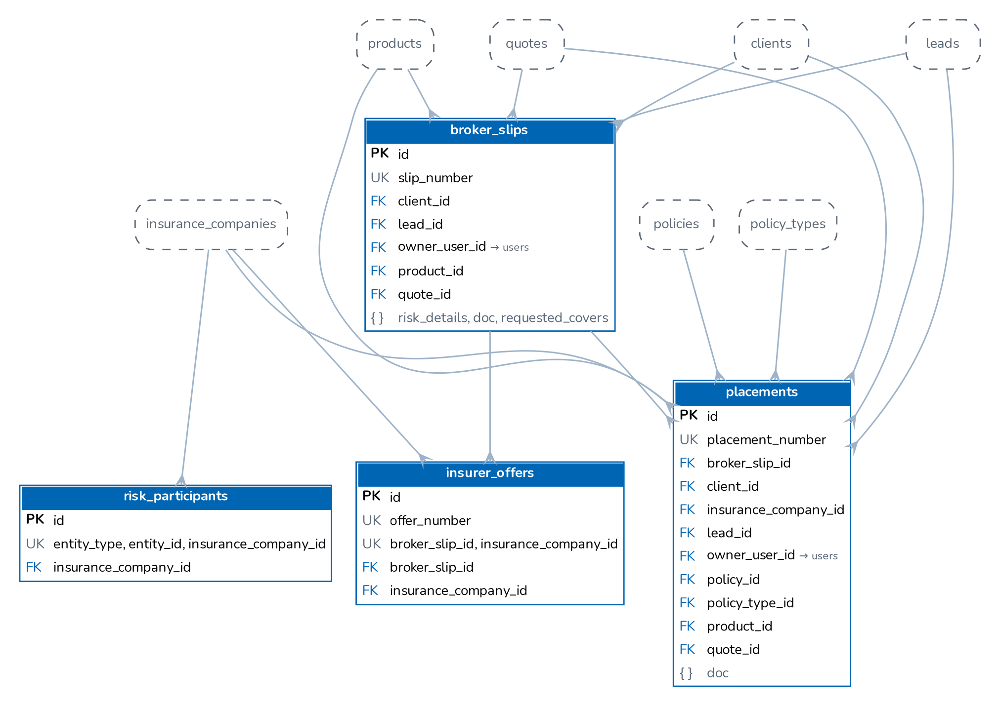 products
quotes
clients
leads
broker_slips
PK id
UK slip_number
FK client_id
FK lead_id
FK owner_user_id → users
FK product_id
FK quote_id
{ } risk_details, doc, requested_covers
insurance_companies
policies
policy_types
placements
PK id
UK placement_number
FK broker_slip_id
FK client_id
FK insurance_company_id
FK lead_id
FK owner_user_id → users
FK policy_id
FK policy_type_id
FK product_id
FK quote_id
{ } doc
insurer_offers
PK id
UK offer_number
UK broker_slip_id, insurance_company_id
FK broker_slip_id
FK insurance_company_id
risk_participants
PK id
UK entity_type, entity_id, insurance_company_id
FK insurance_company_id